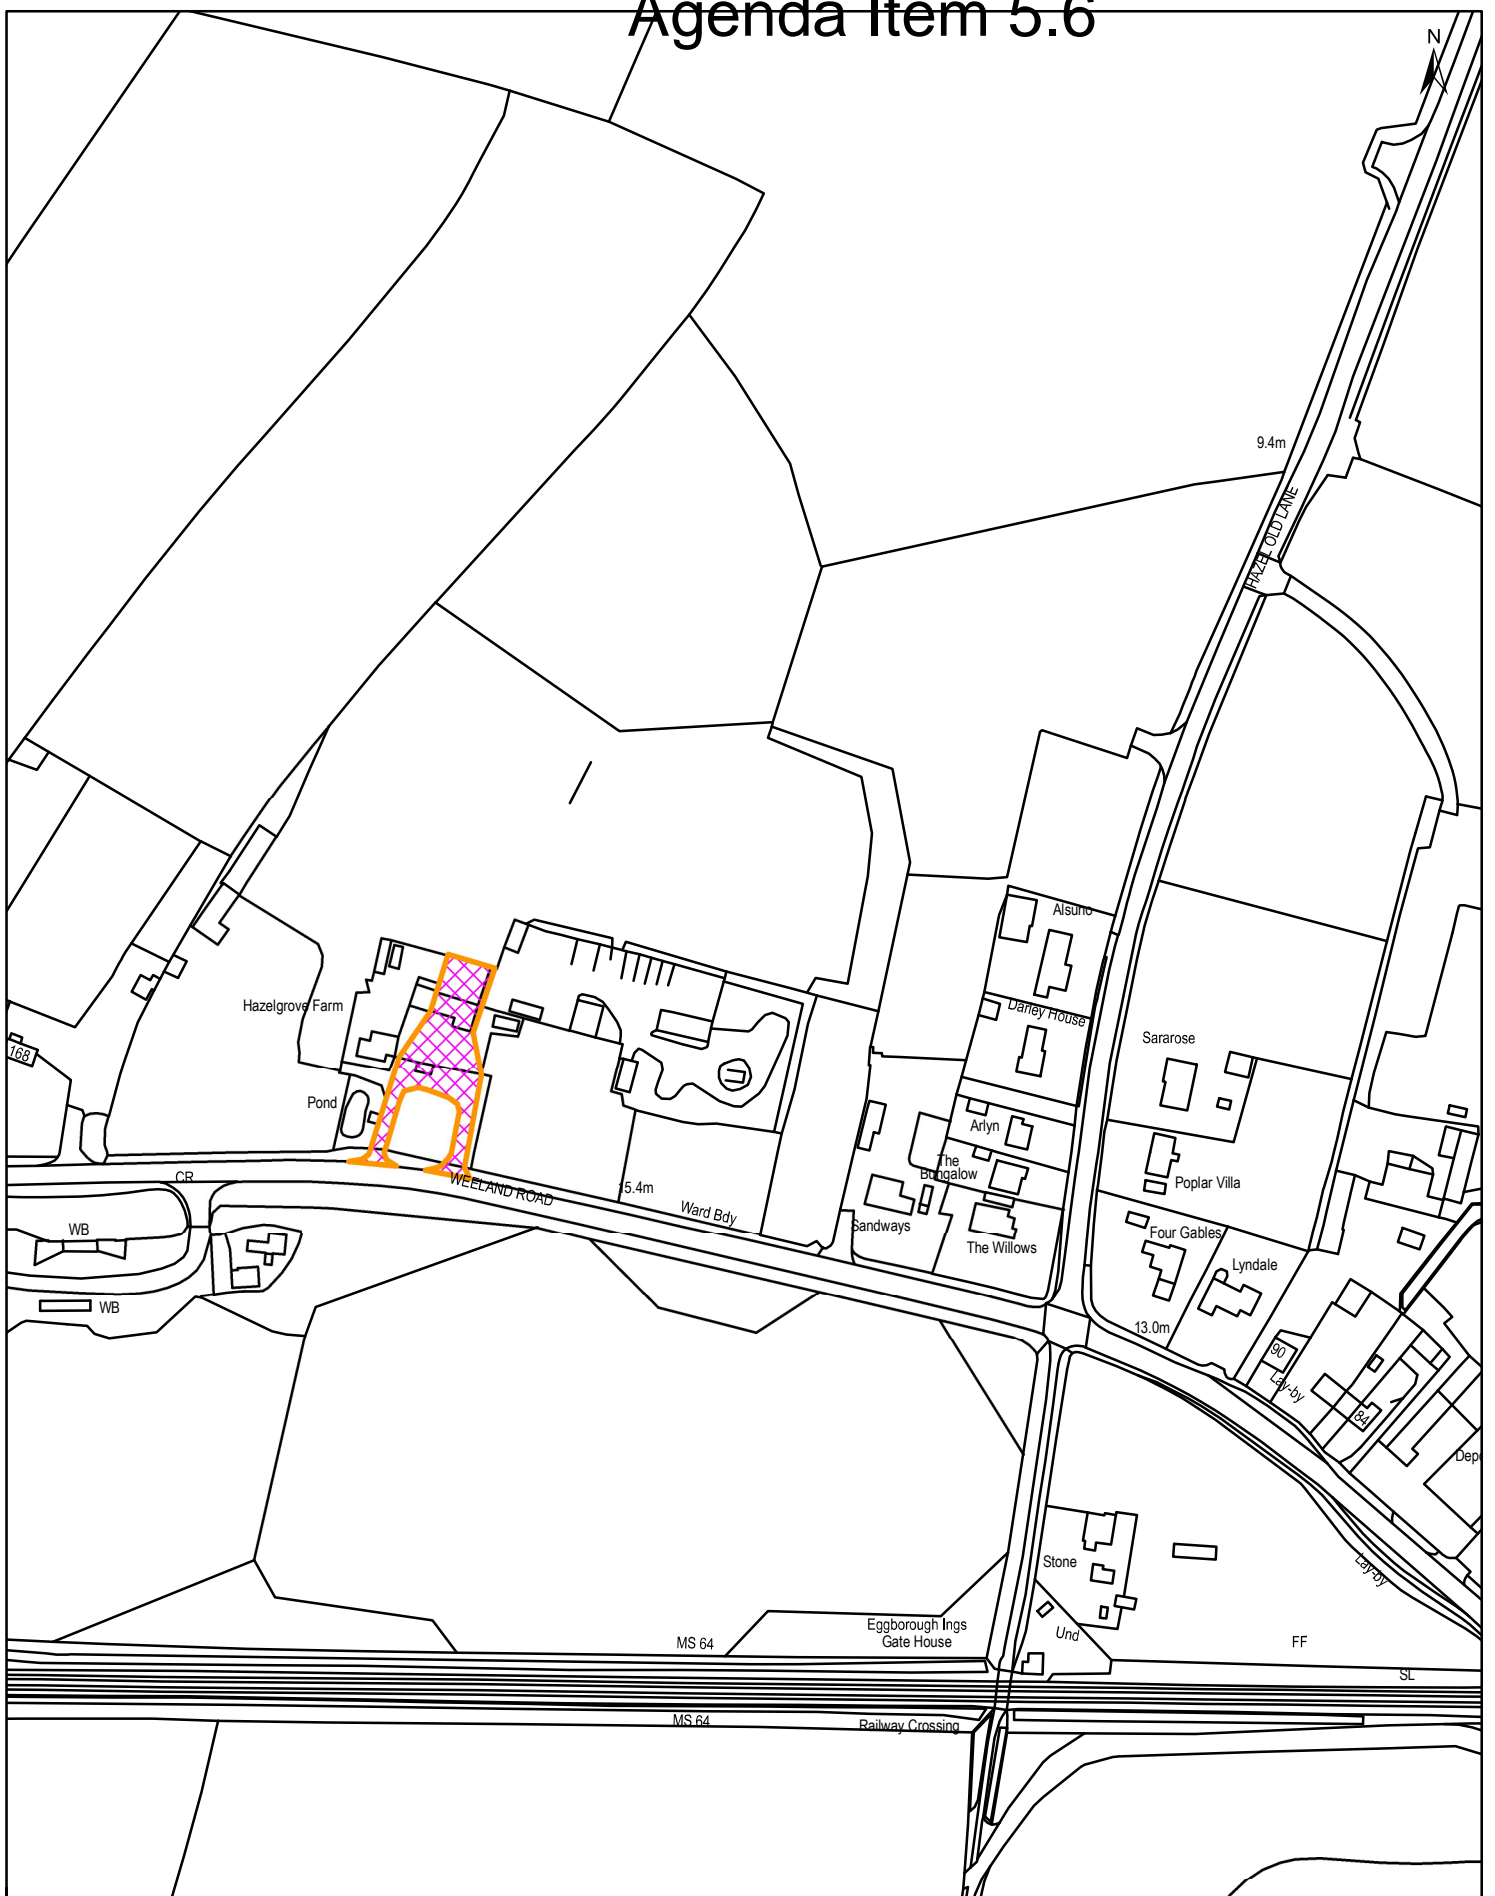 Agenda Item 5.6
N
9.4m
HAZEL OLD LANE
Alsuno
Hazelgrove Farm
Darley House
Sararose
168
Pond
Arlyn
The
Bungalow
CR
WEELAND ROAD
15.4m
Poplar Villa
Ward Bdy
WB
Sandways
Four Gables
The Willows
Lyndale
WB
13.0m
90
Lay-by
84
Depo
Stone
Lay-by
Eggborough Ings
Gate House
Und
MS 64
FF
SL
MS 64
Railway Crossing